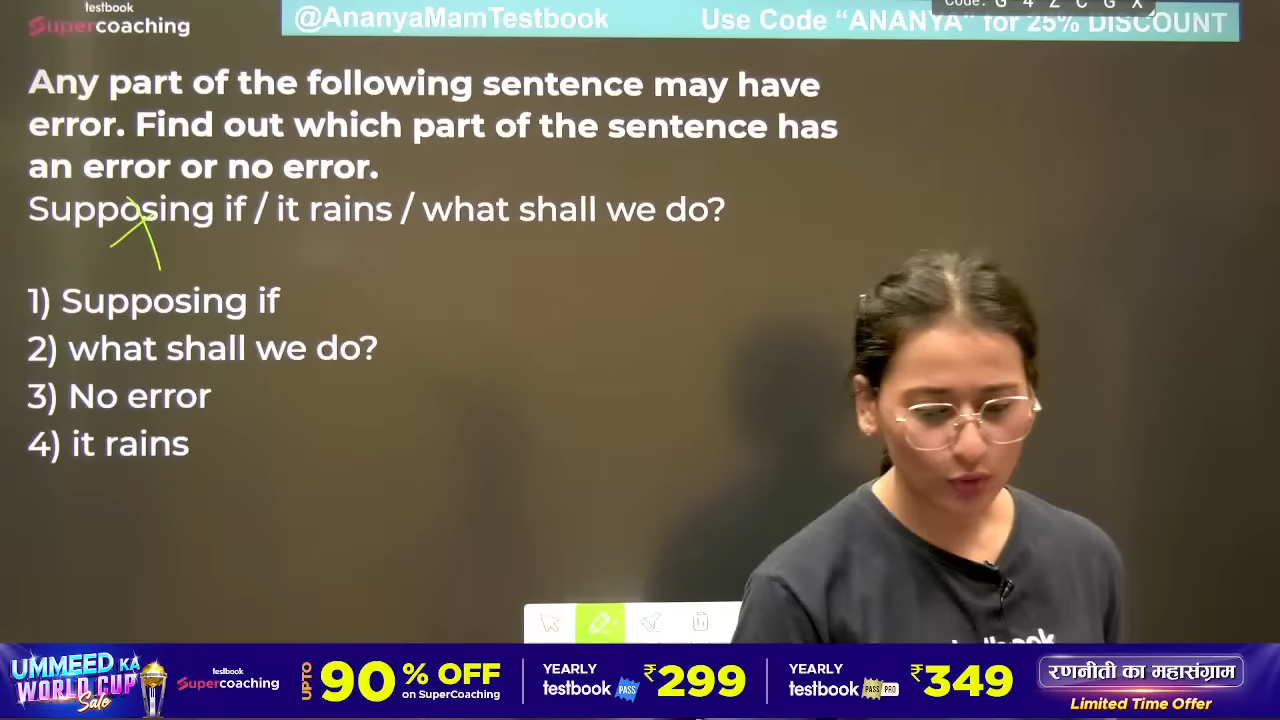 testbook
Supercoaching
@AnanyaMamTestbook
Use Code “ANANYA” for 25% DISCOUNT
Code: G 4 Z C G X
Any part of the following sentence may have
error. Find out which part of the sentence has
an error or no error.
Supposing if / it rains / what shall we do?
1) Supposing if
2) what shall we do?
3) No error
4) it rains
UMMEED KA
WORLD CUP
Sale
testbook
Supercoaching
UPTO
90% OFF
on SuperCoaching
YEARLY
testbook PASS
₹299
YEARLY
testbook PASS PRO
₹349
रणनीती का महासंग्राम
Limited Time Offer